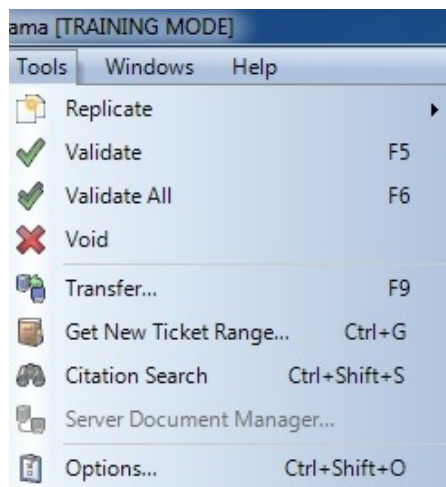 ama [TRAINING MODE]
Tools Windows Help
Replicate
Validate F5
Validate All F6
Void
Transfer... F9
Get New Ticket Range... Ctrl+G
Citation Search Ctrl+Shift+S
Server Document Manager...
Options... Ctrl+Shift+O